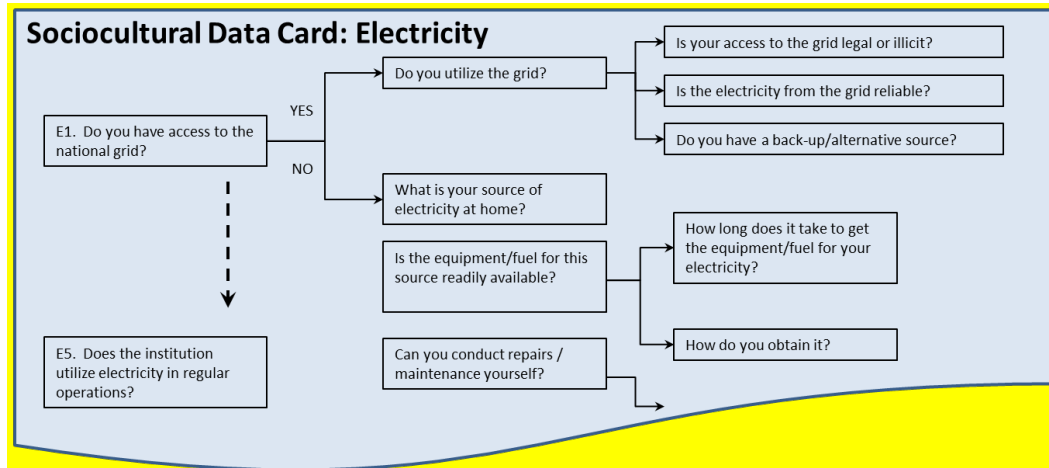 Sociocultural Data Card: Electricity
Is your access to the grid legal or illicit?
Do you utilize the grid?
YES
Is the electricity from the grid reliable?
E1.  Do you have access to the
national grid?
Do you have a back-up/alternative source?
NO
What is your source of
electricity at home?
How long does it take to get
the equipment/fuel for your
electricity?
Is the equipment/fuel for this
source readily available?
E5.  Does the institution
utilize electricity in regular
operations?
Can you conduct repairs /
maintenance yourself?
How do you obtain it?